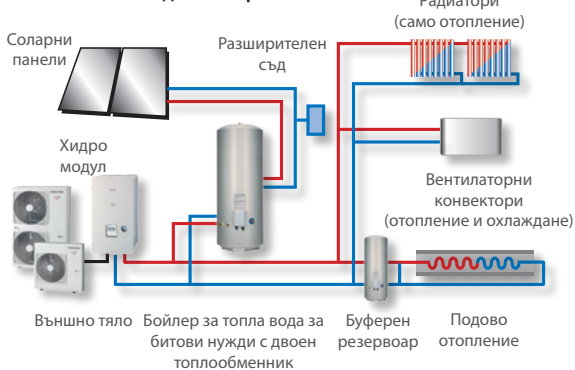 Радиатори
(само отопление)
Соларни
панели
Разширителен
съд
Хидро
модул
Вентилаторни
конвектори
(отопление и охлаждане)
Външно тяло
Бойлер за топла вода за
битови нужди с двоен
топлообменник
Буферен
резервоар
Подово
отопление